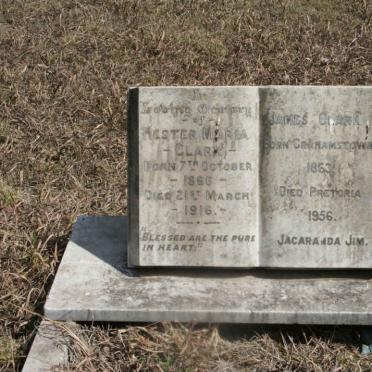 In
Loving Memory
of
Hester Maria
Clark
Born 7th October
- 1880 -
Died 21st March
- 1916 -
"Blessed are the pure
in heart."
James Clark
Born Grahamstown
1863
Died Pretoria
1956.
Jacaranda Jim.